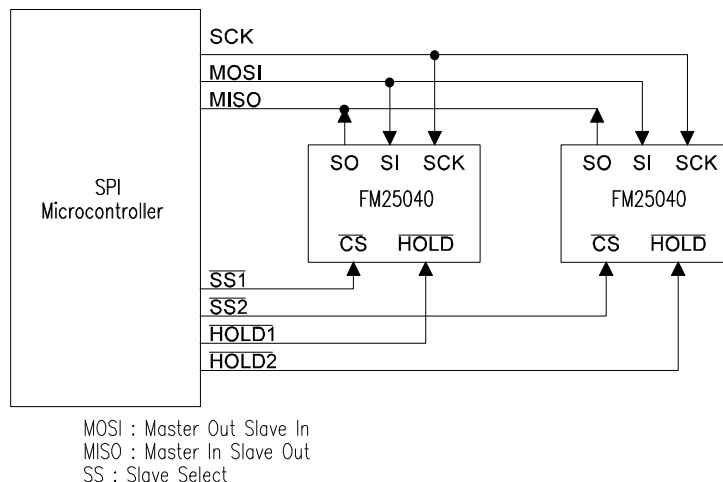 SCK
MOSI
MISO
SO SI SCK
FM25040
CS HOLD
SO SI SCK
FM25040
CS HOLD
SPI
Microcontroller
SS1
SS2
HOLD1
HOLD2
MOSI : Master Out Slave In
MISO : Master In Slave Out
SS : Slave Select